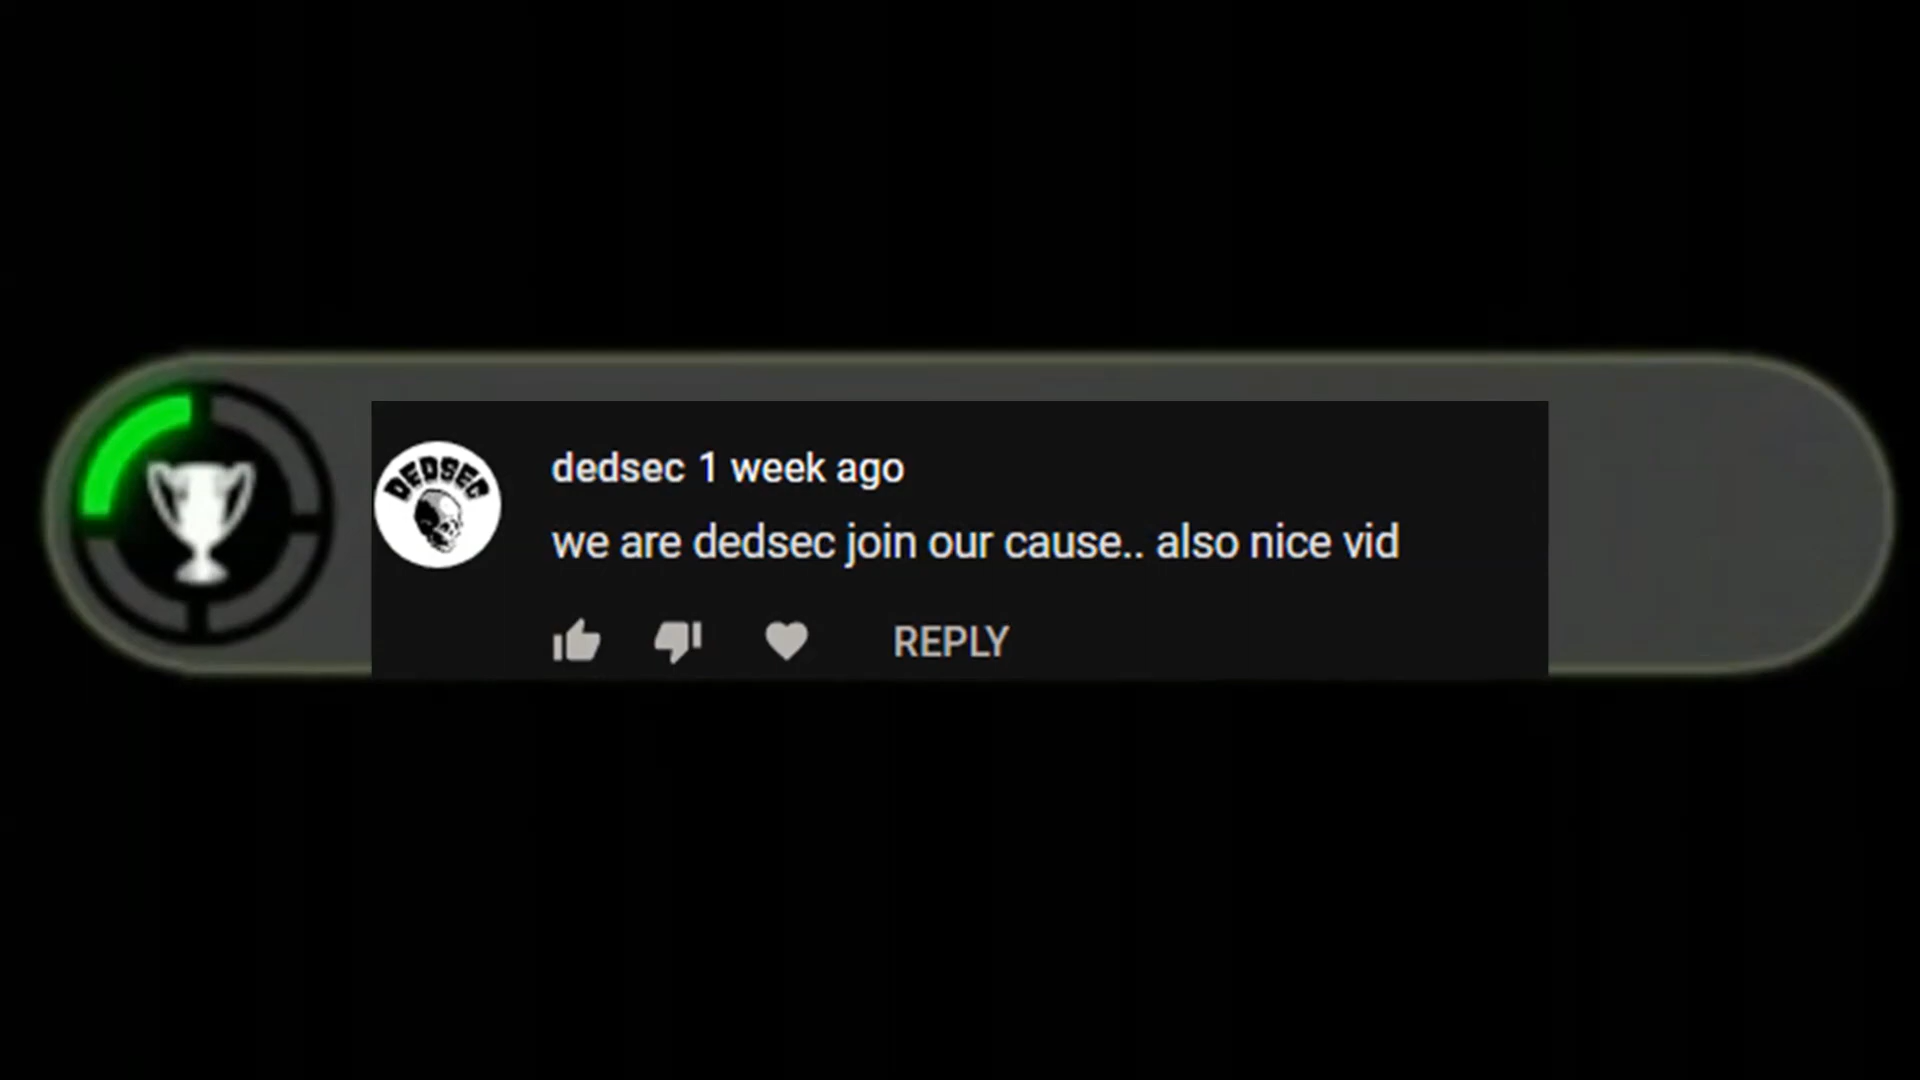 DEDSEC
dedsec 1 week ago
we are dedsec join our cause.. also nice vid
REPLY